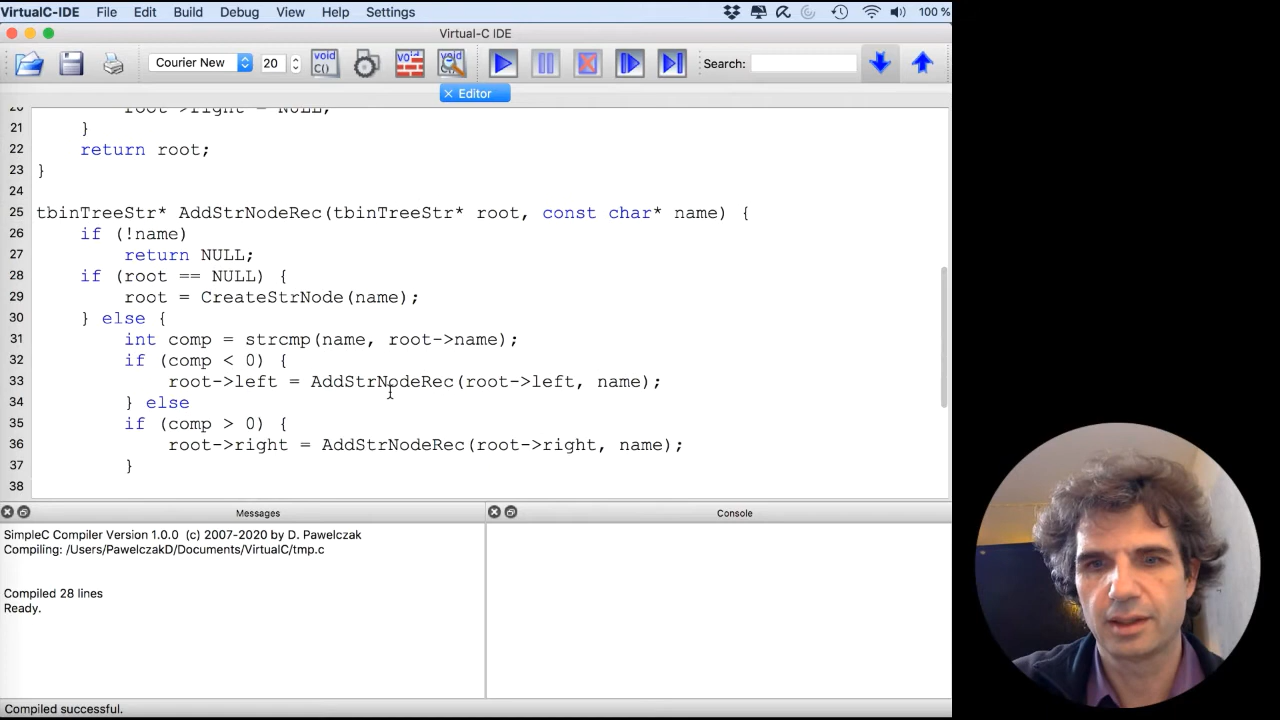 VirtualC-IDE File Edit Build Debug View Help Settings 100 %
Virtual-C IDE
Courier New 20 void C() Search:
Editor
20 root->right = NULL;
21 }
22 return root;
23 }
24
25 tbinTreeStr* AddStrNodeRec(tbinTreeStr* root, const char* name) {
26 if (!name)
27 return NULL;
28 if (root == NULL) {
29 root = CreateStrNode(name);
30 } else {
31 int comp = strcmp(name, root->name);
32 if (comp < 0) {
33 root->left = AddStrNodeRec(root->left, name);
34 } else
35 if (comp > 0) {
36 root->right = AddStrNodeRec(root->right, name);
37 }
38
Messages
Console
SimpleC Compiler Version 1.0.0 (c) 2007-2020 by D. Pawelczak
Compiling: /Users/PawelczakD/Documents/VirtualC/tmp.c
Compiled 28 lines
Ready.
Compiled successful.